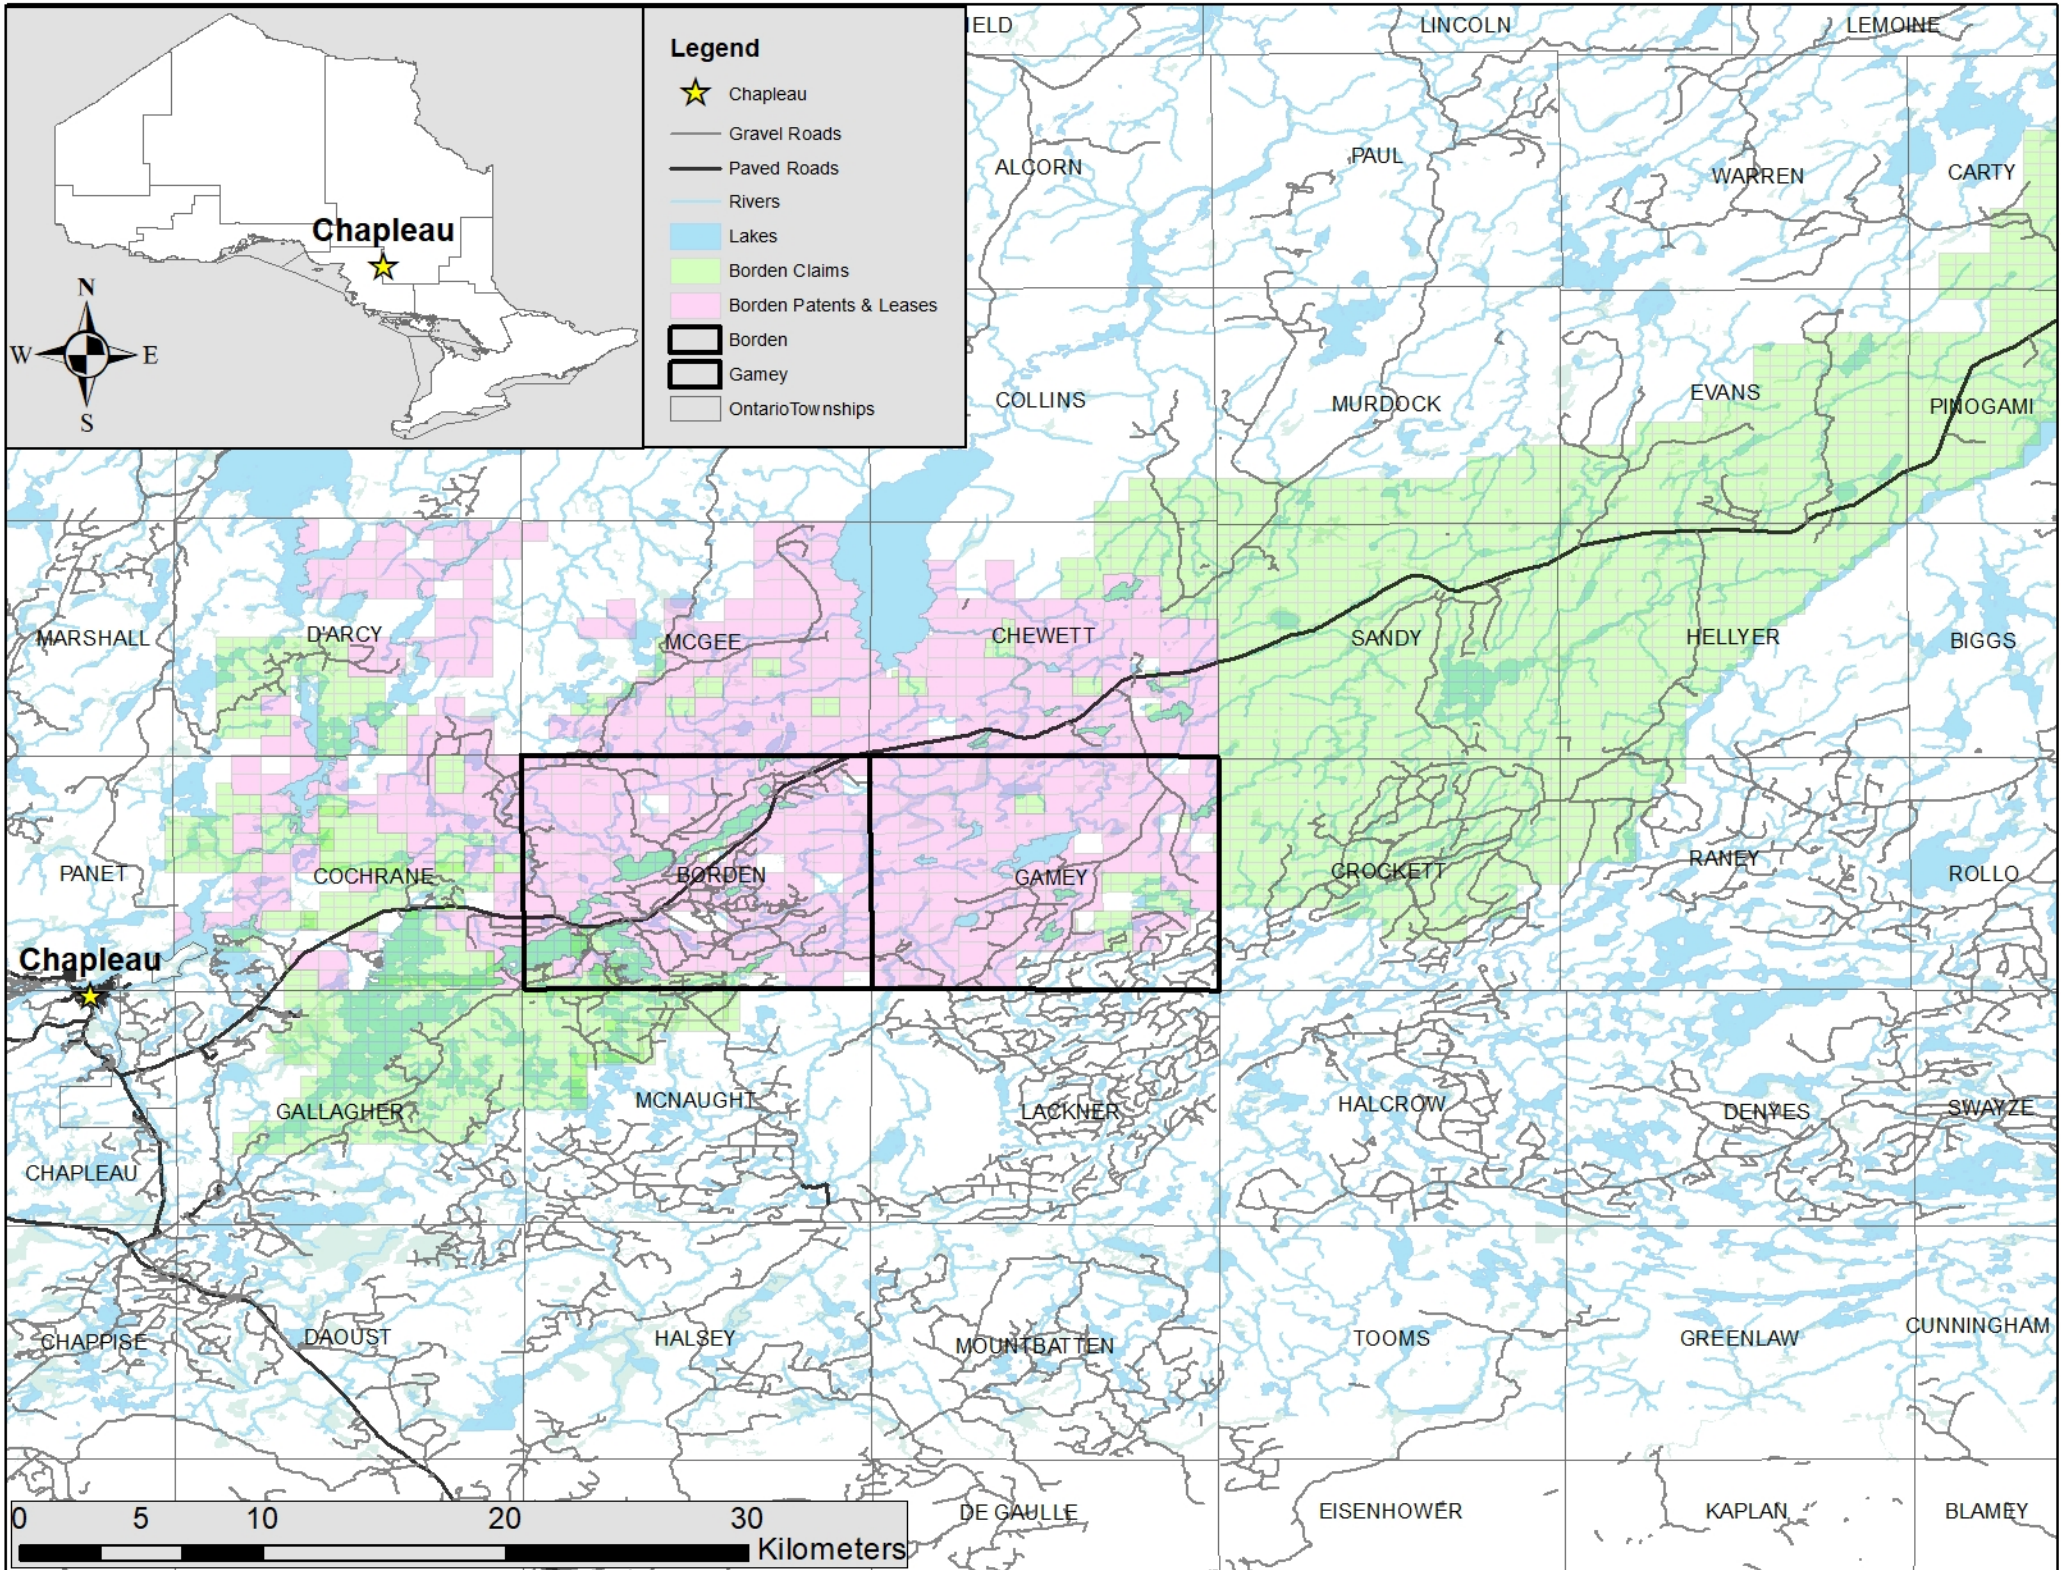 Legend
Chapleau
Gravel Roads
Paved Roads
Rivers
Lakes
Borden Claims
Borden Patents & Leases
Borden
Gamey
OntarioTownships
Chapleau
N
W E
S
IELD LINCOLN LEMOINE
ALCORN PAUL WARREN CARTY
COLLINS MURDOCK EVANS PINOGAMI
MARSHALL D'ARCY MCGEE CHEWETT SANDY HELLYER BIGGS
PANET COCHRANE BORDEN GAMEY CROCKETT RANEY ROLLO
Chapleau
GALLAGHER MCNAUGHT LACKNER HALCROW DENYES SWAYZE
CHAPLEAU
CHAPPISE DAOUST HALSEY MOUNTBATTEN TOOMS GREENLAW CUNNINGHAM
DE GAULLE EISENHOWER KAPLAN BLAMEY
0 5 10 20 30
Kilometers